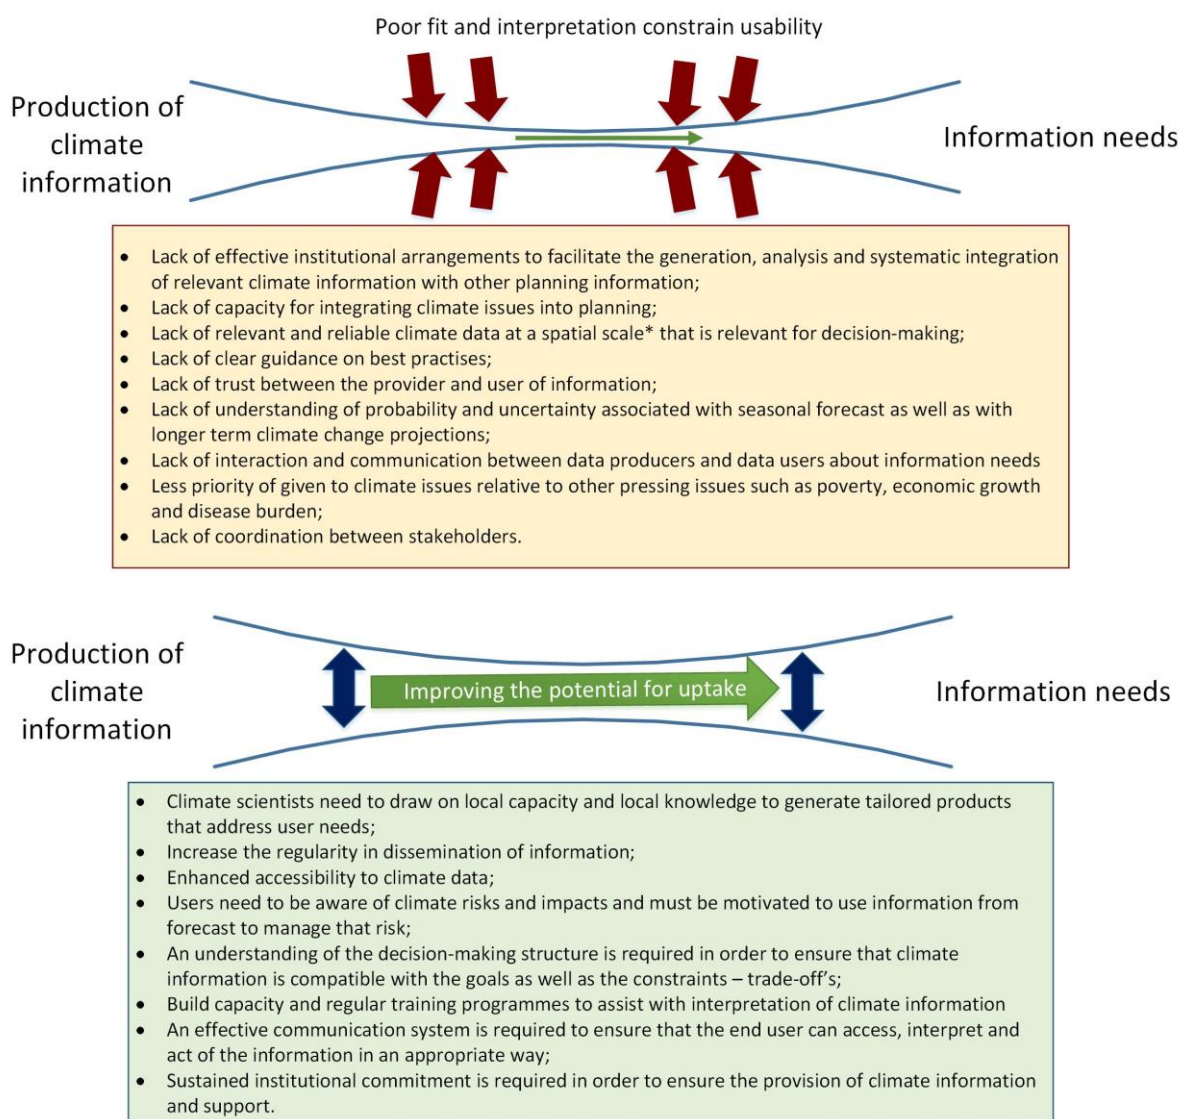 Poor fit and interpretation constrain usability
Production of
climate
information
Information needs
• Lack of effective institutional arrangements to facilitate the generation, analysis and systematic integration
of relevant climate information with other planning information;
• Lack of capacity for integrating climate issues into planning;
• Lack of relevant and reliable climate data at a spatial scale* that is relevant for decision-making;
• Lack of clear guidance on best practises;
• Lack of trust between the provider and user of information;
• Lack of understanding of probability and uncertainty associated with seasonal forecast as well as with
longer term climate change projections;
• Lack of interaction and communication between data producers and data users about information needs
• Less priority of given to climate issues relative to other pressing issues such as poverty, economic growth
and disease burden;
• Lack of coordination between stakeholders.
Production of
climate
information
Improving the potential for uptake
Information needs
• Climate scientists need to draw on local capacity and local knowledge to generate tailored products
that address user needs;
• Increase the regularity in dissemination of information;
• Enhanced accessibility to climate data;
• Users need to be aware of climate risks and impacts and must be motivated to use information from
forecast to manage that risk;
• An understanding of the decision-making structure is required in order to ensure that climate
information is compatible with the goals as well as the constraints – trade-off's;
• Build capacity and regular training programmes to assist with interpretation of climate information
• An effective communication system is required to ensure that the end user can access, interpret and
act of the information in an appropriate way;
• Sustained institutional commitment is required in order to ensure the provision of climate information
and support.